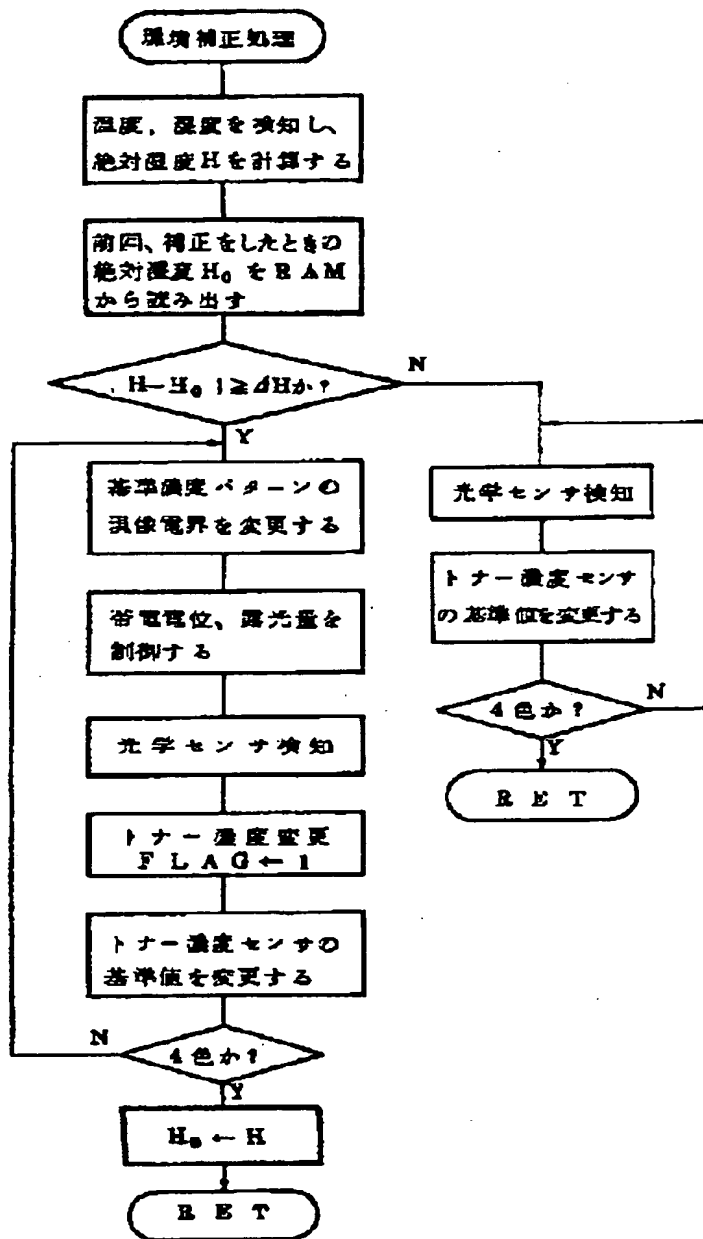 環境補正処理
温度、湿度を検知し、
絶対湿度Hを計算する
前回、補正をしたときの
絶対湿度H₀をRAM
から読み出す
|H−H₀|≧ΔHか?
N
Y
基準濃度パターンの
現像電界を変更する
帯電電位、露光量を
制御する
光学センサ検知
トナー濃度変更
FLAG←1
トナー濃度センサの
基準値を変更する
4色か?
N
Y
H₀←H
RET
光学センサ検知
トナー濃度センサ
の基準値を変更する
4色か?
N
Y
RET